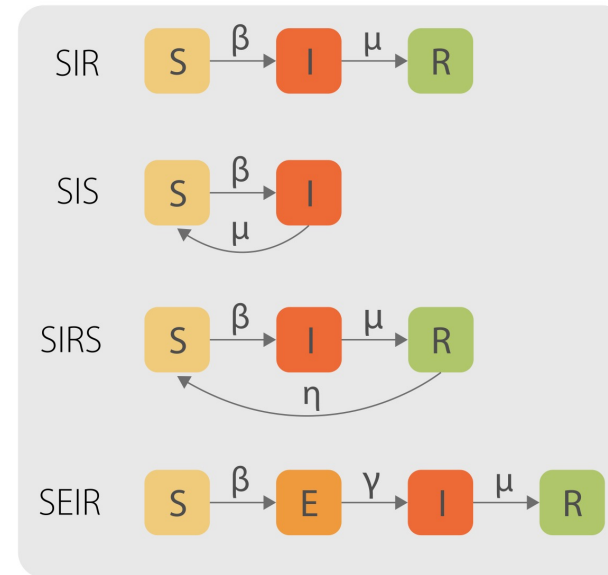 β μ
SIR S I R
β
SIS S I
μ
β μ
SIRS S I R
η
β γ μ
SEIR S E I R